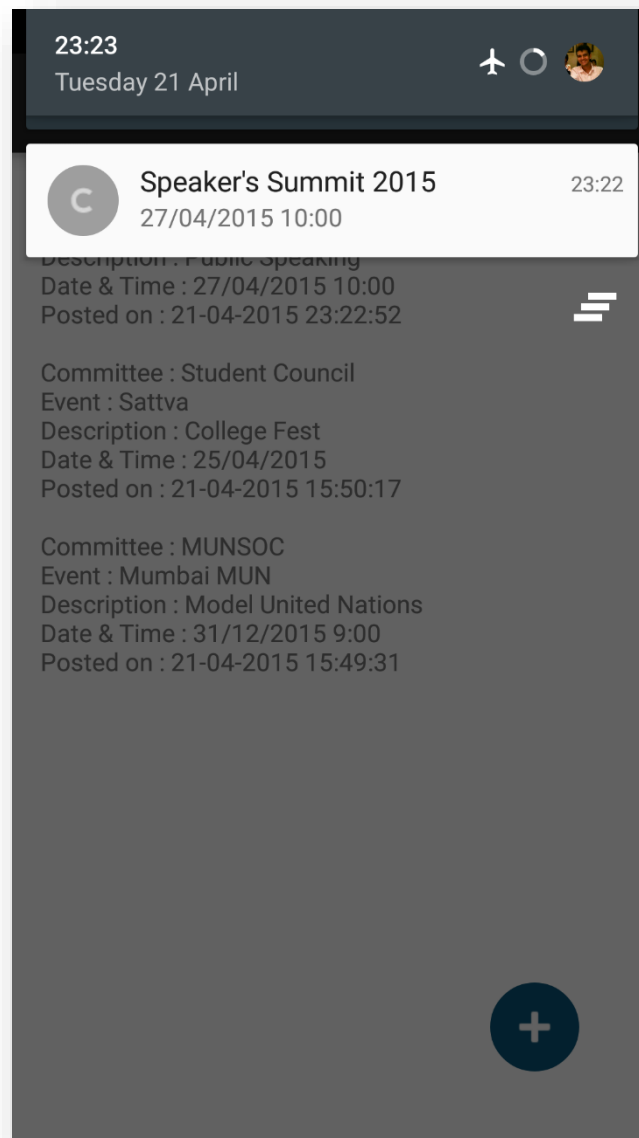 23:23
Tuesday 21 April
C
Speaker's Summit 2015 23:22
27/04/2015 10:00
Description : Public Speaking
Date & Time : 27/04/2015 10:00
Posted on : 21-04-2015 23:22:52
Committee : Student Council
Event : Sattva
Description : College Fest
Date & Time : 25/04/2015
Posted on : 21-04-2015 15:50:17
Committee : MUNSOC
Event : Mumbai MUN
Description : Model United Nations
Date & Time : 31/12/2015 9:00
Posted on : 21-04-2015 15:49:31